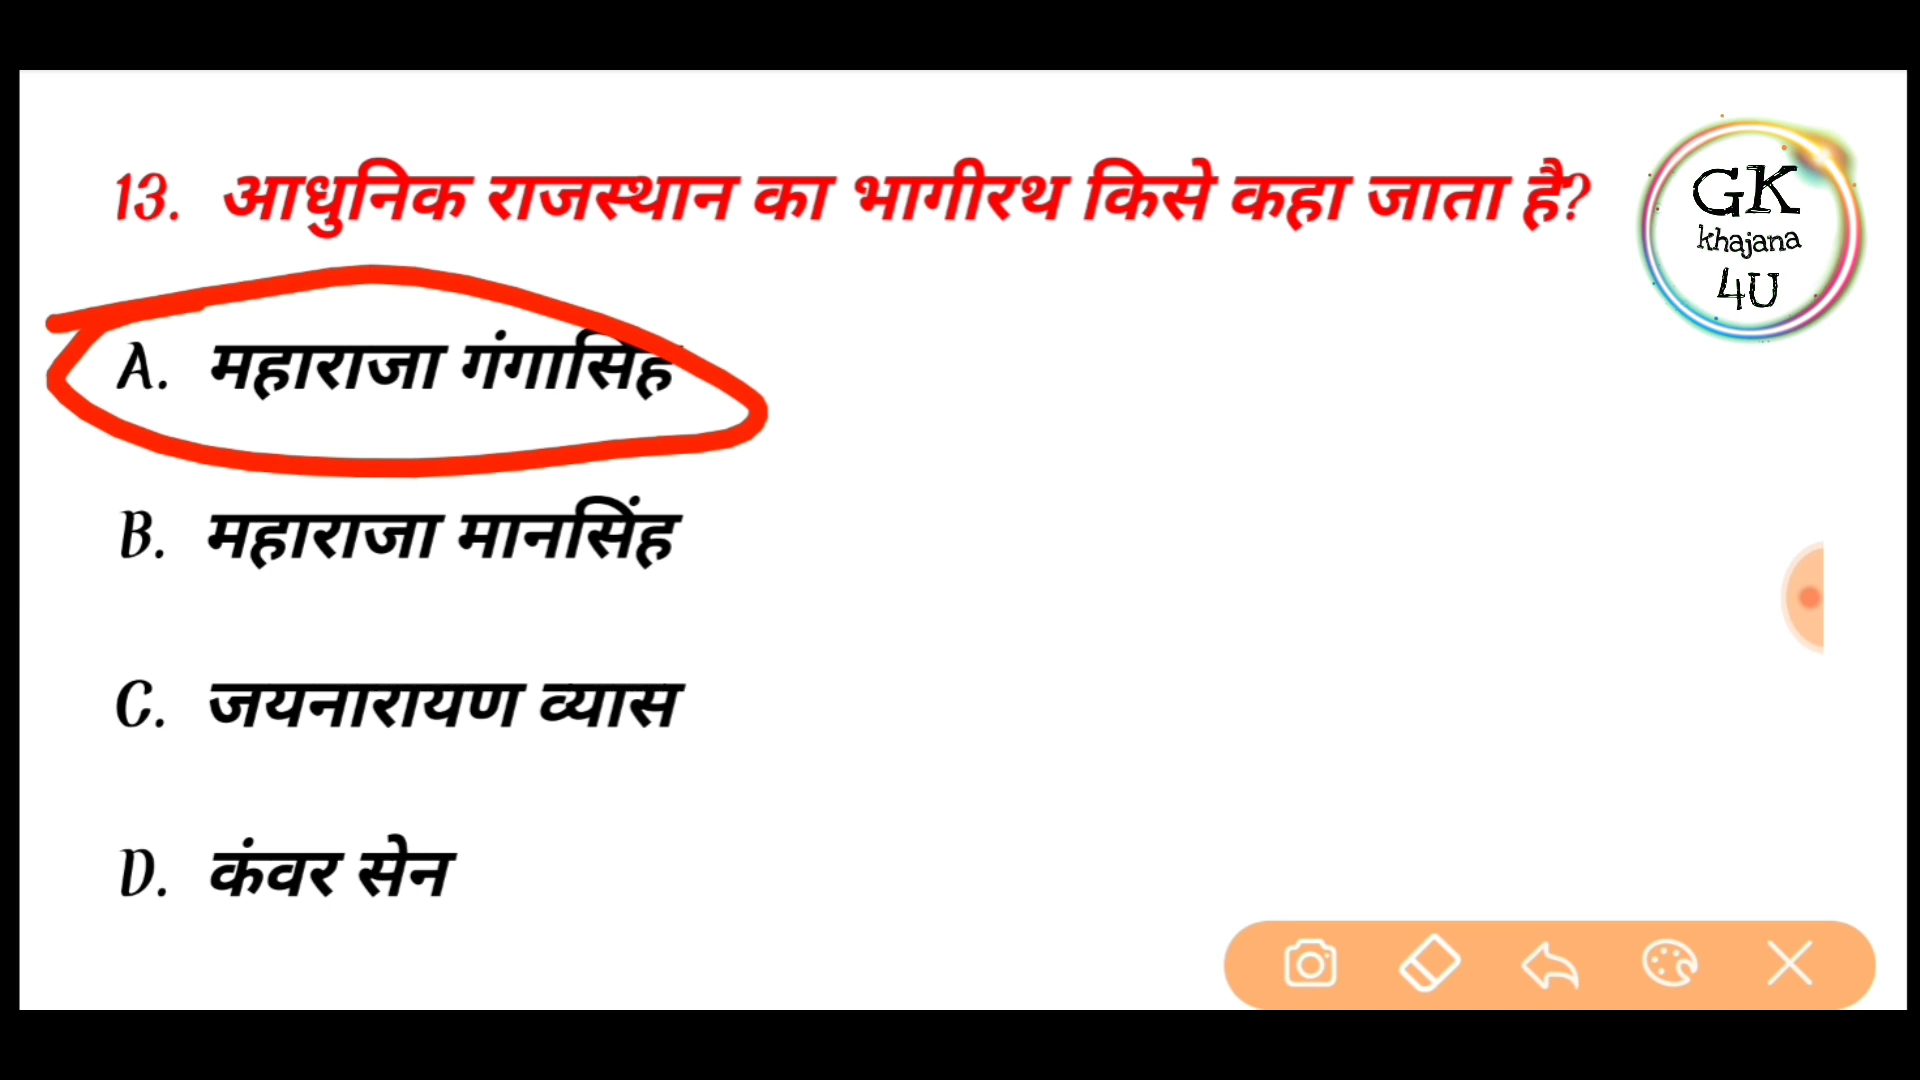 13. आधुनिक राजस्थान का भागीरथ किसे कहा जाता है?
GK
khajana
4U
A. महाराजा गंगासिंह
B. महाराजा मानसिंह
C. जयनारायण व्यास
D. कंवर सेन